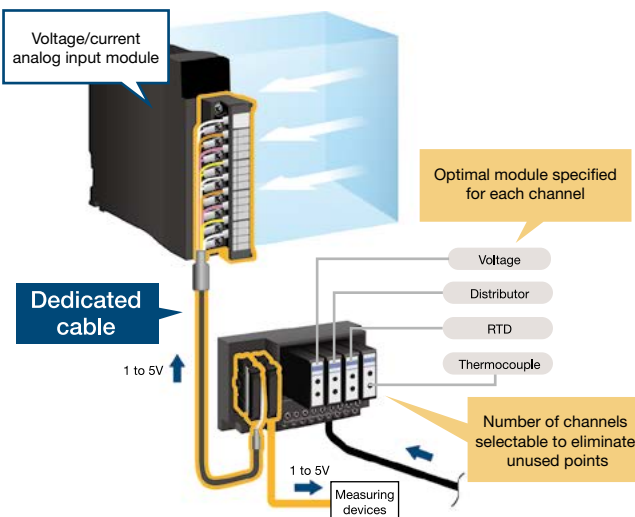 Voltage/current
analog input module
Optimal module specified
for each channel
Voltage
Distributor
RTD
Thermocouple
Dedicated
cable
1 to 5V
Number of channels
selectable to eliminate
unused points
1 to 5V
Measuring
devices